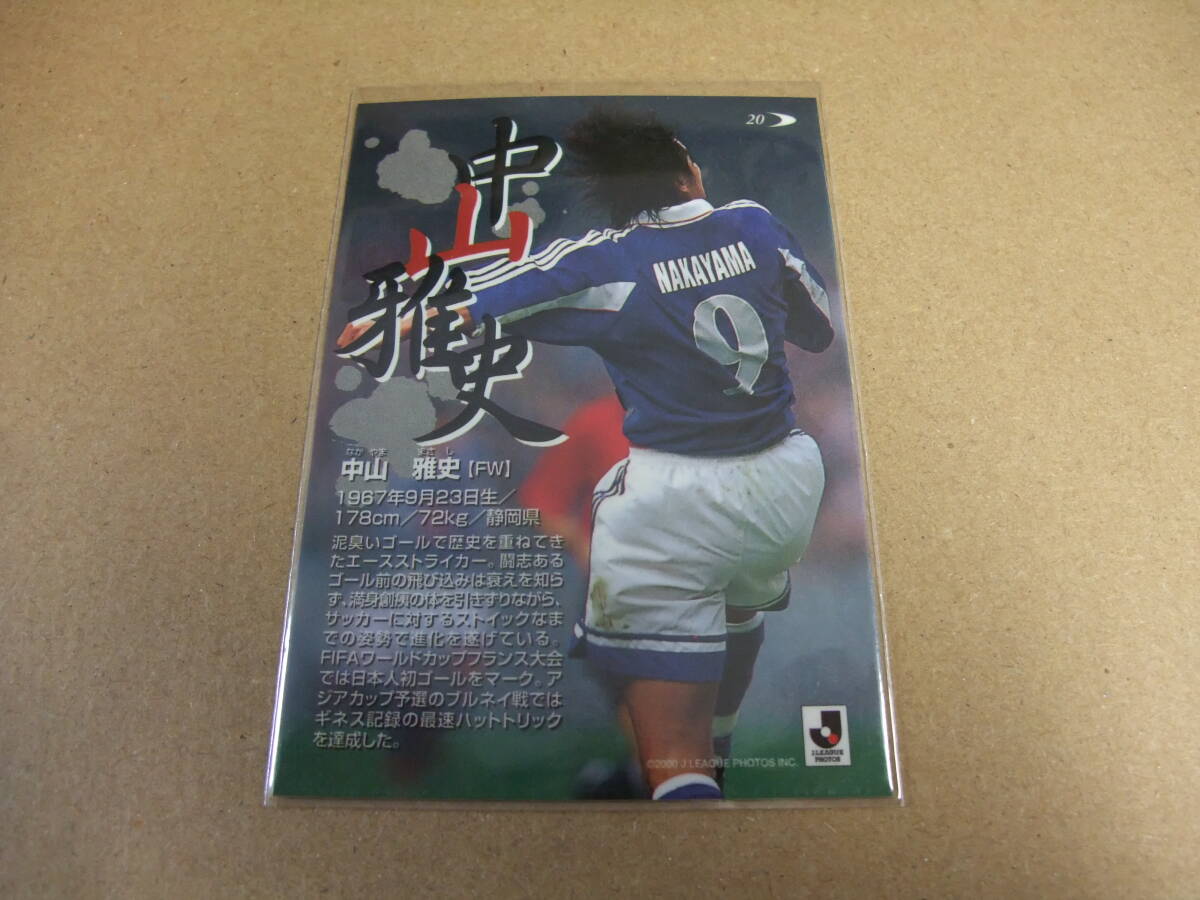 20
中山
雅史
NAKAYAMA
9
なか やま まさ し
中山 雅史【FW】
1967年9月23日生／
178cm／72kg／静岡県
泥臭いゴールで歴史を重ねてき
たエースストライカー。闘志ある
ゴール前の飛び込みは衰えを知ら
ず、満身創痍の体を引きずりながら、
サッカーに対するストイックなま
での姿勢で進化を遂げている。
FIFAワールドカップフランス大会
では日本人初ゴールをマーク。ア
ジアカップ予選のブルネイ戦では
ギネス記録の最速ハットトリック
を達成した。
©2000 J.LEAGUE PHOTOS INC.
J.LEAGUE
PHOTOS